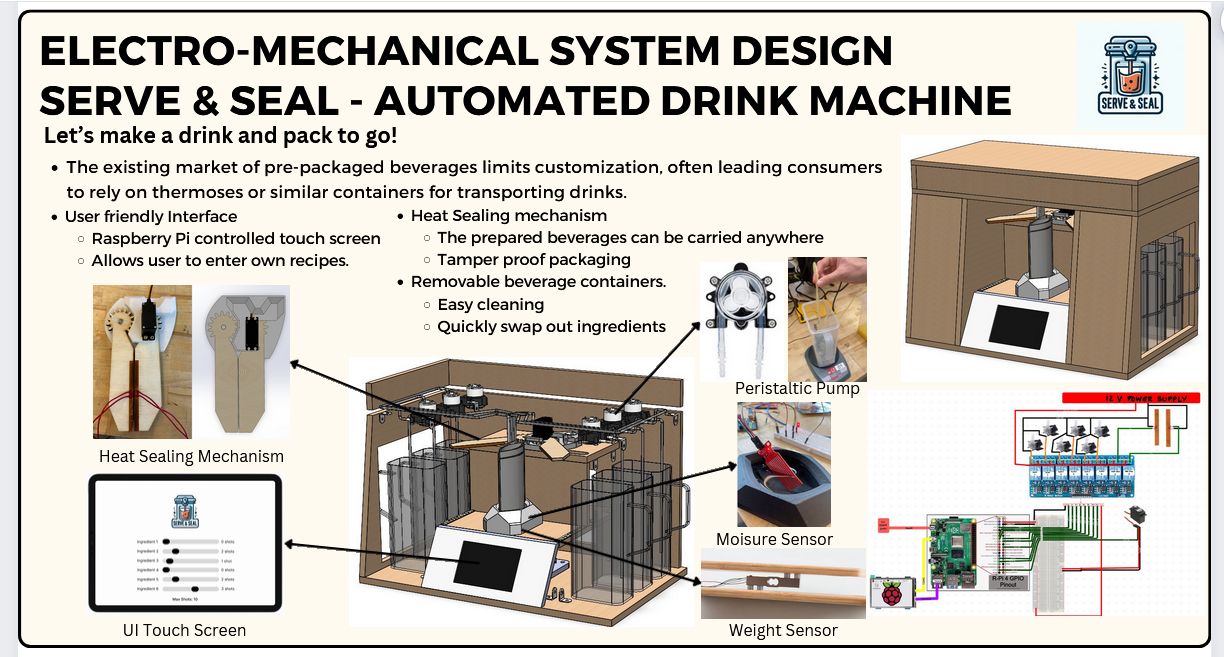 ELECTRO-MECHANICAL SYSTEM DESIGN
SERVE & SEAL - AUTOMATED DRINK MACHINE
SERVE & SEAL
Let's make a drink and pack to go!
• The existing market of pre-packaged beverages limits customization, often leading consumers
to rely on thermoses or similar containers for transporting drinks.
• User friendly Interface
○ Raspberry Pi controlled touch screen
○ Allows user to enter own recipes.
• Heat Sealing mechanism
○ The prepared beverages can be carried anywhere
○ Tamper proof packaging
• Removable beverage containers.
○ Easy cleaning
○ Quickly swap out ingredients
Peristaltic Pump
12 V POWER SUPPLY
Heat Sealing Mechanism
SERVE & SEAL
Ingredient 1 0 shots
Ingredient 2 2 shots
Ingredient 3 1 shot
Ingredient 4 0 shots
Ingredient 5 2 shots
Ingredient 6 5 shots
Max Shots: 10
UI Touch Screen
Moisure Sensor
Weight Sensor
R-Pi 4 GPIO
Pinout